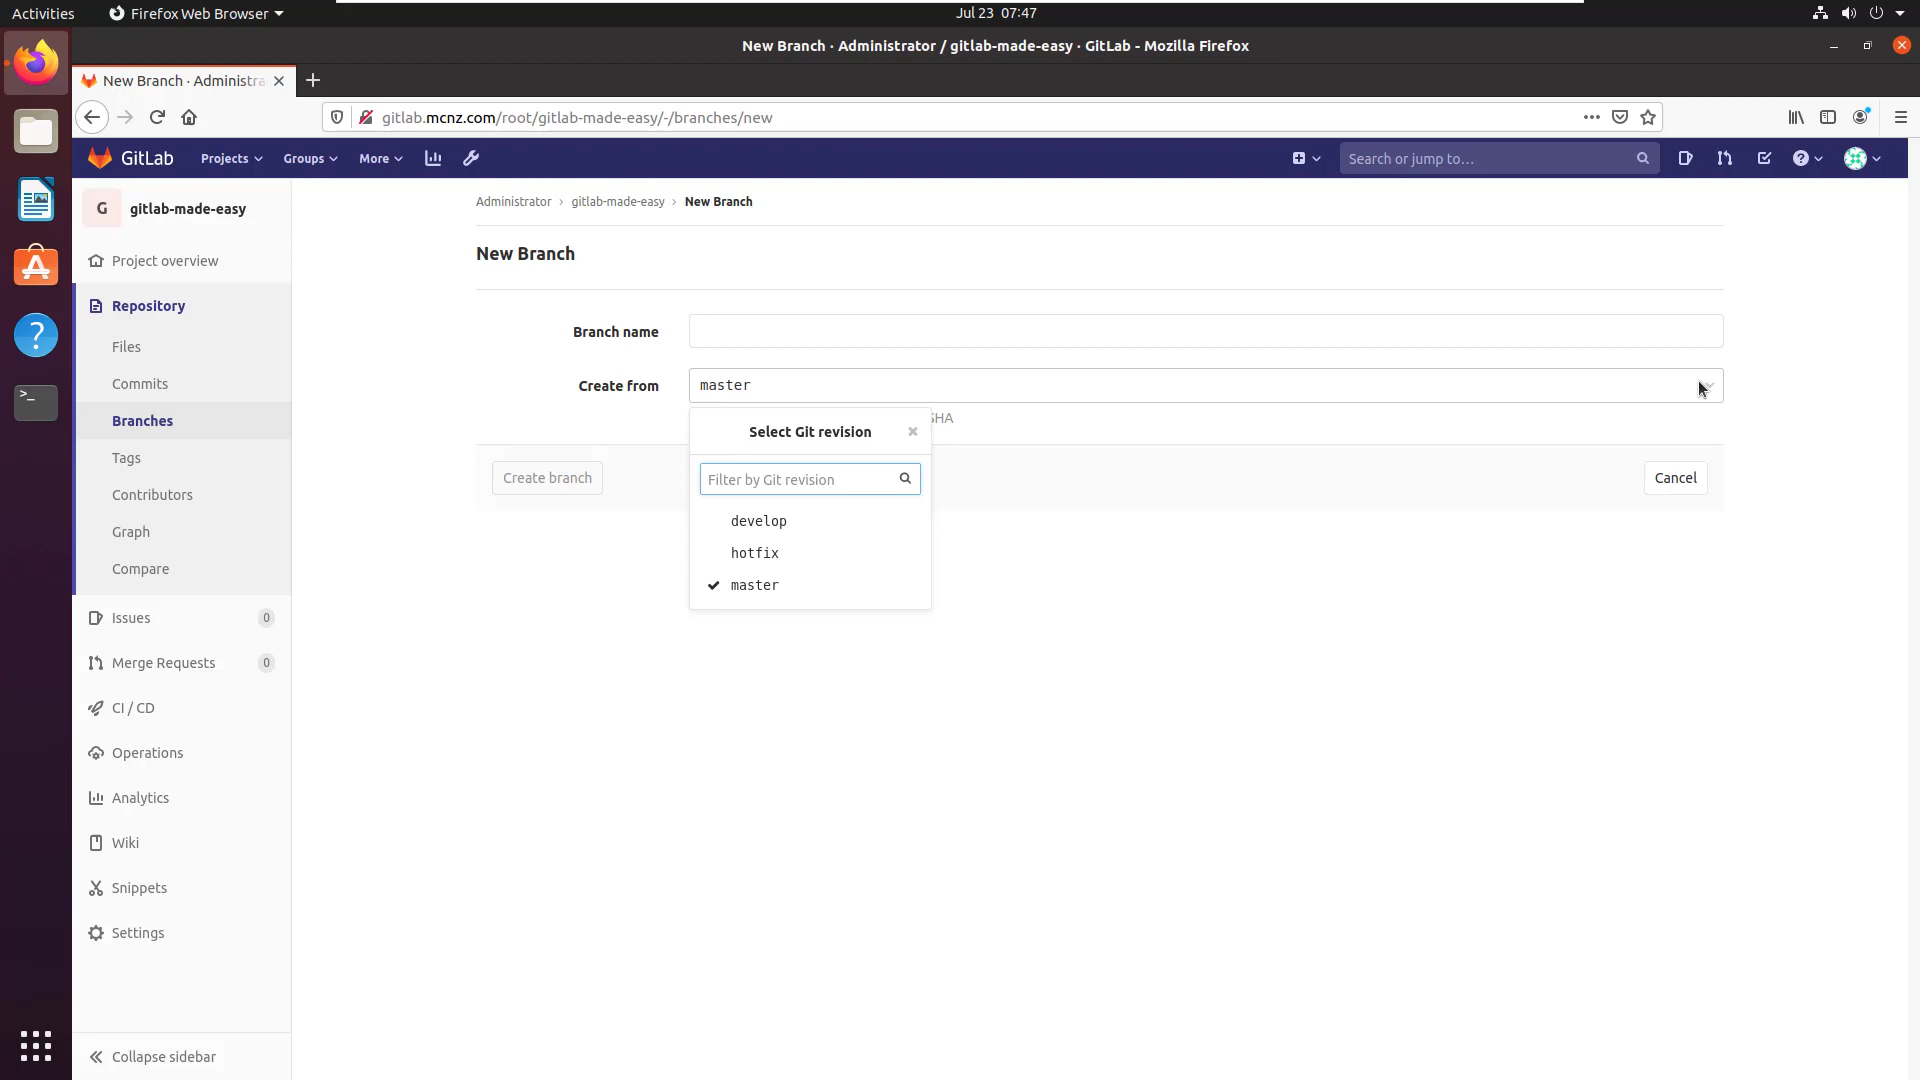 Activities Firefox Web Browser Jul 23 07:47
New Branch · Administrator / gitlab-made-easy · GitLab - Mozilla Firefox
New Branch · Administra
gitlab.mcnz.com/root/gitlab-made-easy/-/branches/new
GitLab Projects Groups More Search or jump to…
G gitlab-made-easy
Administrator › gitlab-made-easy › New Branch
Project overview
Repository
Files
Commits
Branches
Tags
Contributors
Graph
Compare
Issues 0
Merge Requests 0
CI / CD
Operations
Analytics
Wiki
Snippets
Settings
Collapse sidebar
New Branch
Branch name
Create from master
SHA
Select Git revision
Filter by Git revision
develop
hotfix
master
Create branch
Cancel